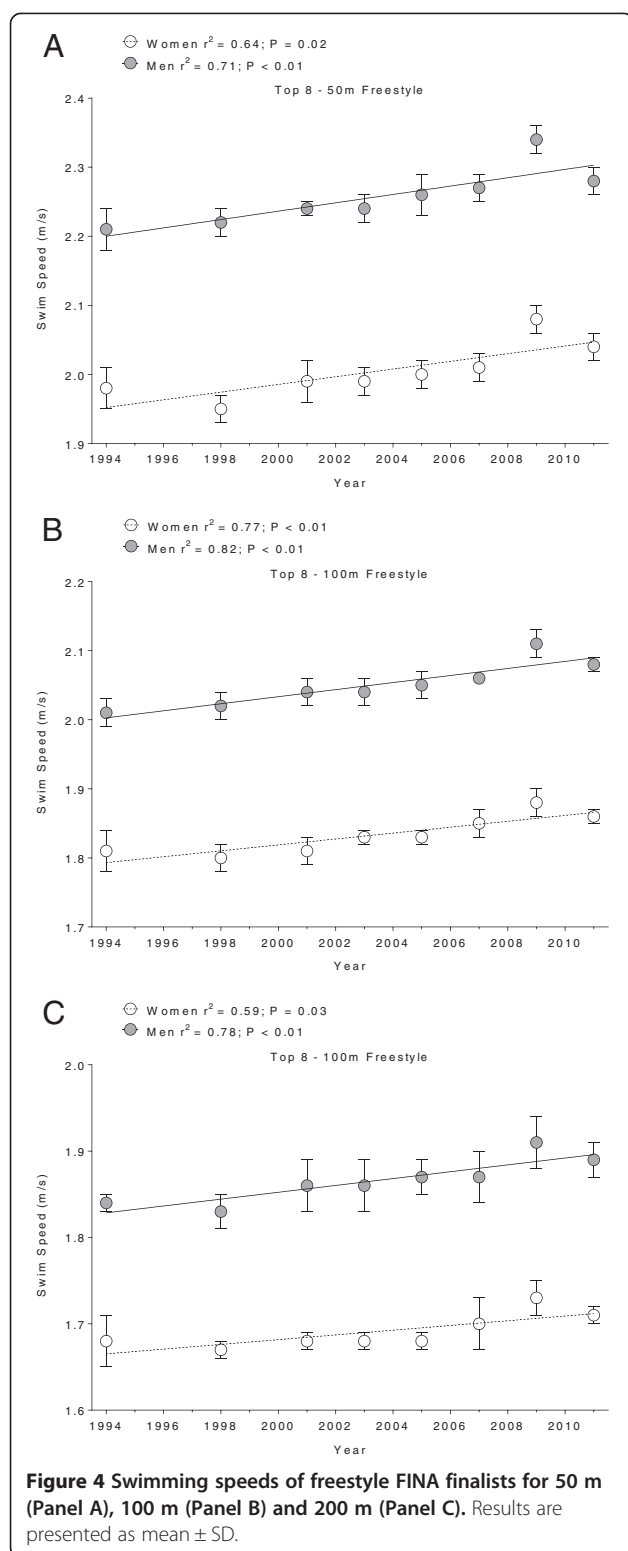 A
Women r² = 0.64; P = 0.02
Men r² = 0.71; P < 0.01
Top 8 - 50m Freestyle
2.4
2.3
2.2
2.1
2.0
1.9
Swim Speed (m/s)
1994 1996 1998 2000 2002 2004 2006 2008 2010
Year
B
Women r² = 0.77; P < 0.01
Men r² = 0.82; P < 0.01
Top 8 - 100m Freestyle
2.2
2.1
2.0
1.9
1.8
1.7
Swim Speed (m/s)
1994 1996 1998 2000 2002 2004 2006 2008 2010
Year
C
Women r² = 0.59; P = 0.03
Men r² = 0.78; P < 0.01
Top 8 - 100m Freestyle
2.0
1.9
1.8
1.7
1.6
Swim Speed (m/s)
1994 1996 1998 2000 2002 2004 2006 2008 2010
Year
Figure 4 Swimming speeds of freestyle FINA finalists for 50 m
(Panel A), 100 m (Panel B) and 200 m (Panel C). Results are
presented as mean ± SD.